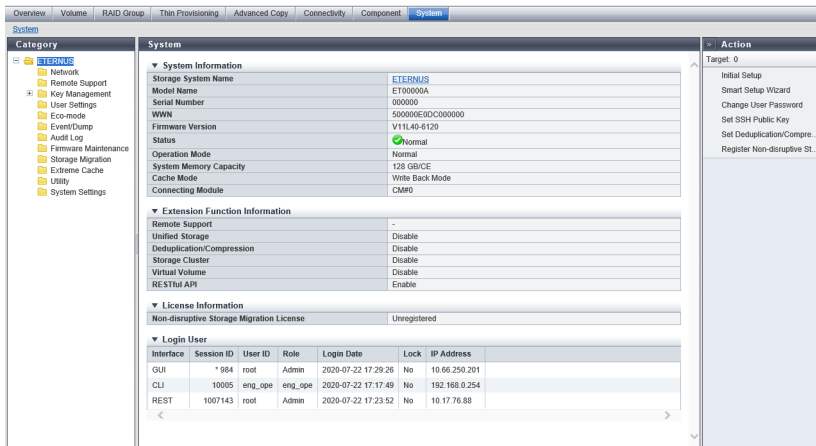 Overview Volume RAID Group Thin Provisioning Advanced Copy Connectivity Component System
System
Category
ETERNUS
Network
Remote Support
Key Management
User Settings
Eco-mode
Event/Dump
Audit Log
Firmware Maintenance
Storage Migration
Extreme Cache
Utility
System Settings
System
▼ System Information
Storage System Name ETERNUS
Model Name ET00000A
Serial Number 000000
WWN 500000E0DC000000
Firmware Version V11L40-6120
Status Normal
Operation Mode Normal
System Memory Capacity 128 GB/CE
Cache Mode Write Back Mode
Connecting Module CM#0
▼ Extension Function Information
Remote Support -
Unified Storage Disable
Deduplication/Compression Disable
Storage Cluster Disable
Virtual Volume Disable
RESTful API Enable
▼ License Information
Non-disruptive Storage Migration License Unregistered
▼ Login User
Interface Session ID User ID Role Login Date Lock IP Address
GUI * 984 root Admin 2020-07-22 17:29:26 No 10.66.250.201
CLI 10005 eng_ope eng_ope 2020-07-22 17:17:49 No 192.168.0.254
REST 1007143 root Admin 2020-07-22 17:23:52 No 10.17.76.88
» Action
Target: 0
Initial Setup
Smart Setup Wizard
Change User Password
Set SSH Public Key
Set Deduplication/Compre...
Register Non-disruptive St...